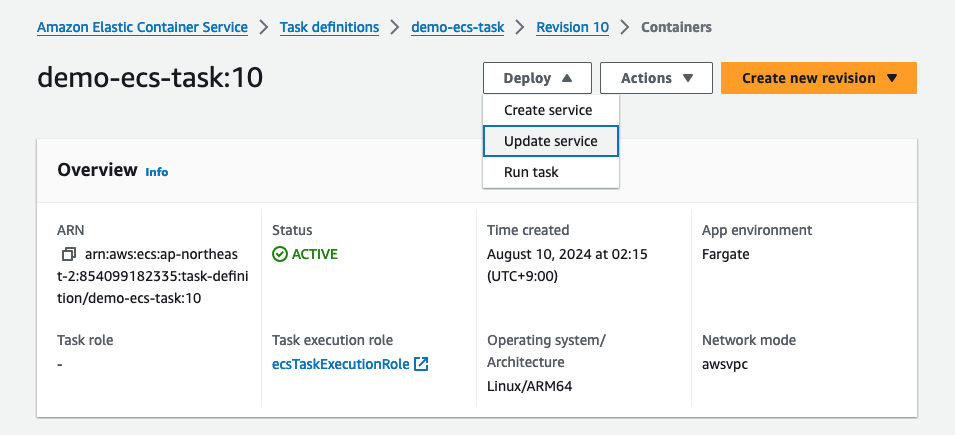 Amazon Elastic Container Service > Task definitions > demo-ecs-task > Revision 10 > Containers
demo-ecs-task:10
Deploy ▲
Actions ▼
Create new revision ▼
Create service
Update service
Run task
Overview Info
ARN
arn:aws:ecs:ap-northeas
t-2:854099182335:task-defini
tion/demo-ecs-task:10
Status
ACTIVE
Time created
August 10, 2024 at 02:15
(UTC+9:00)
App environment
Fargate
Task role
-
Task execution role
ecsTaskExecutionRole
Operating system/
Architecture
Linux/ARM64
Network mode
awsvpc